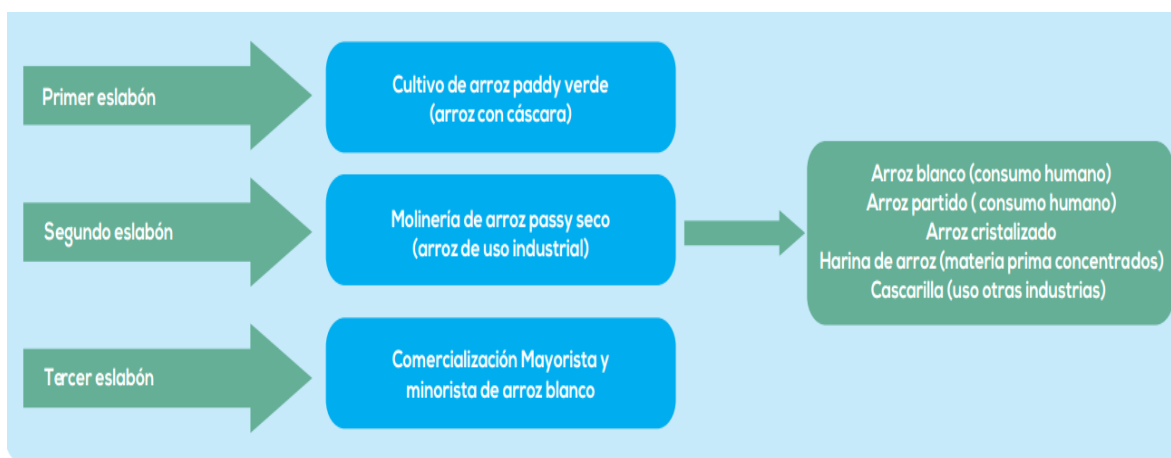 Primer eslabón
Cultivo de arroz paddy verde
(arroz con cáscara)
Segundo eslabón
Molinería de arroz passy seco
(arroz de uso industrial)
Arroz blanco (consumo humano)
Arroz partido ( consumo humano)
Arroz cristalizado
Harina de arroz (materia prima concentrados)
Cascarilla (uso otras industrias)
Tercer eslabón
Comercialización Mayorista y
minorista de arroz blanco